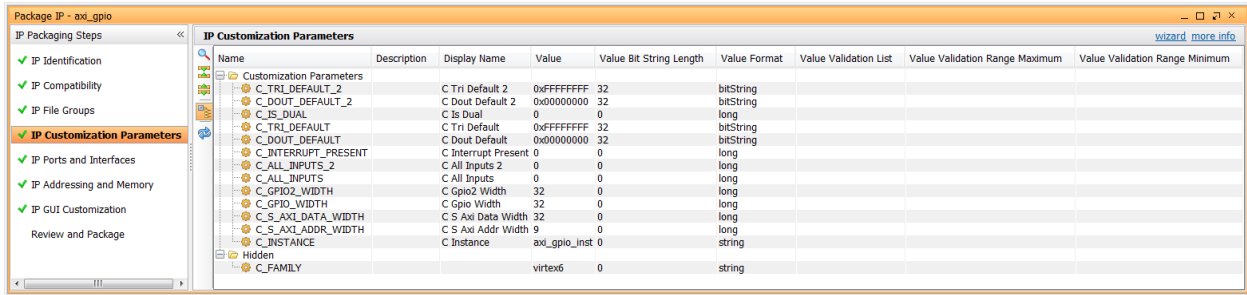 Package IP - axi_gpio
IP Packaging Steps «
IP Identification
IP Compatibility
IP File Groups
IP Customization Parameters
IP Ports and Interfaces
IP Addressing and Memory
IP GUI Customization
Review and Package
IP Customization Parameters wizard more info
Name Description Display Name Value Value Bit String Length Value Format Value Validation List Value Validation Range Maximum Value Validation Range Minimum
Customization Parameters
C_TRI_DEFAULT_2 C Tri Default 2 0xFFFFFFFF 32 bitString
C_DOUT_DEFAULT_2 C Dout Default 2 0x00000000 32 bitString
C_IS_DUAL C Is Dual 0 0 long
C_TRI_DEFAULT C Tri Default 0xFFFFFFFF 32 bitString
C_DOUT_DEFAULT C Dout Default 0x00000000 32 bitString
C_INTERRUPT_PRESENT C Interrupt Present 0 0 long
C_ALL_INPUTS_2 C All Inputs 2 0 0 long
C_ALL_INPUTS C All Inputs 0 0 long
C_GPIO2_WIDTH C Gpio2 Width 32 0 long
C_GPIO_WIDTH C Gpio Width 32 0 long
C_S_AXI_DATA_WIDTH C S Axi Data Width 32 0 long
C_S_AXI_ADDR_WIDTH C S Axi Addr Width 9 0 long
C_INSTANCE C Instance axi_gpio_inst 0 string
Hidden
C_FAMILY virtex6 0 string